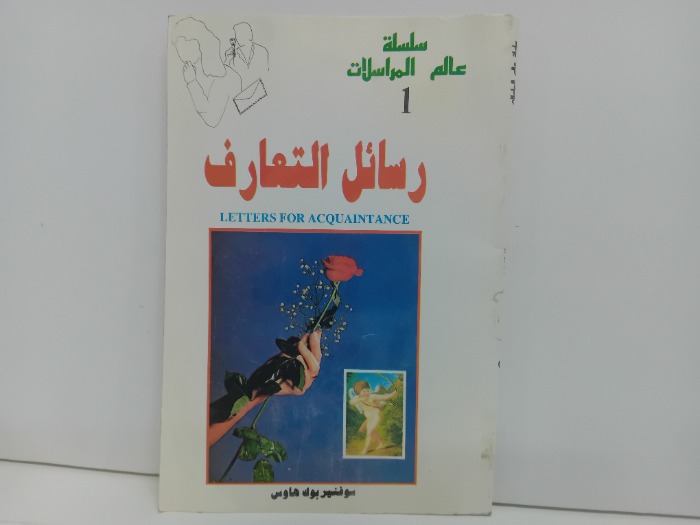 سلسلة
عالم المراسلات
1
رسائل التعارف
LETTERS FOR ACQUAINTANCE
سوفنير بوك هاوس